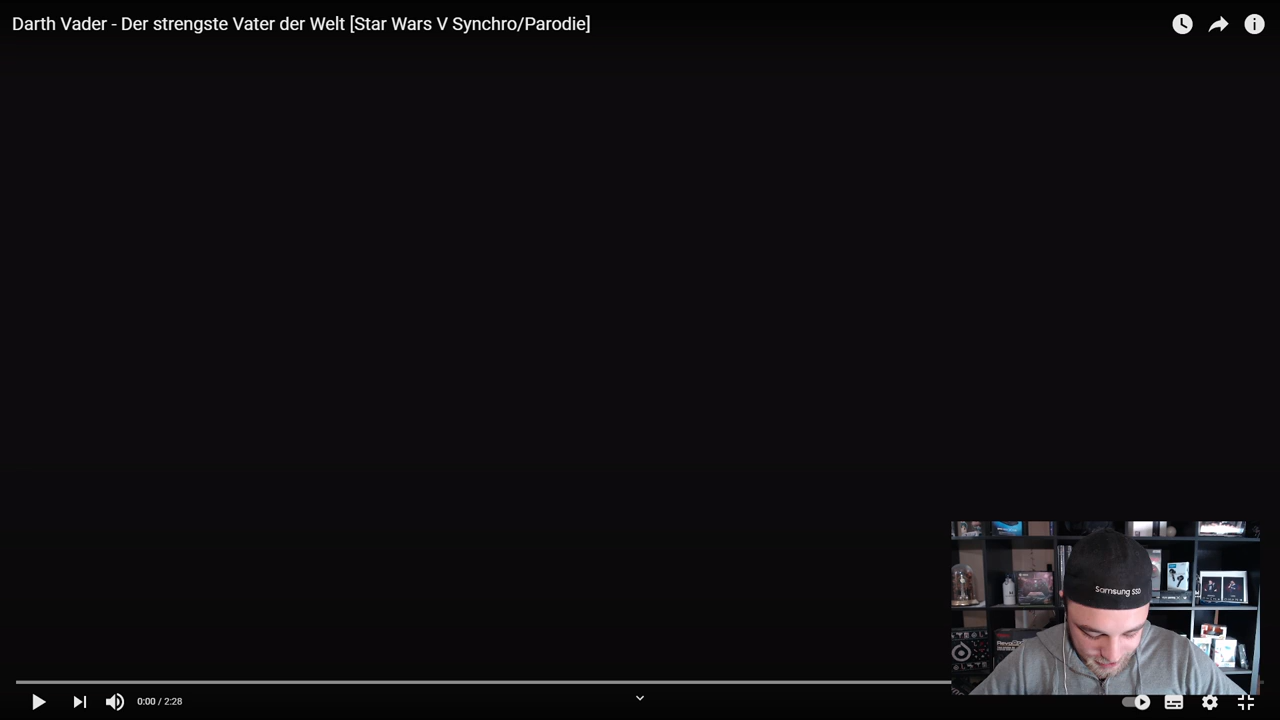 Darth Vader - Der strengste Vater der Welt [Star Wars V Synchro/Parodie]
Samsung SSD
0:00 / 2:28